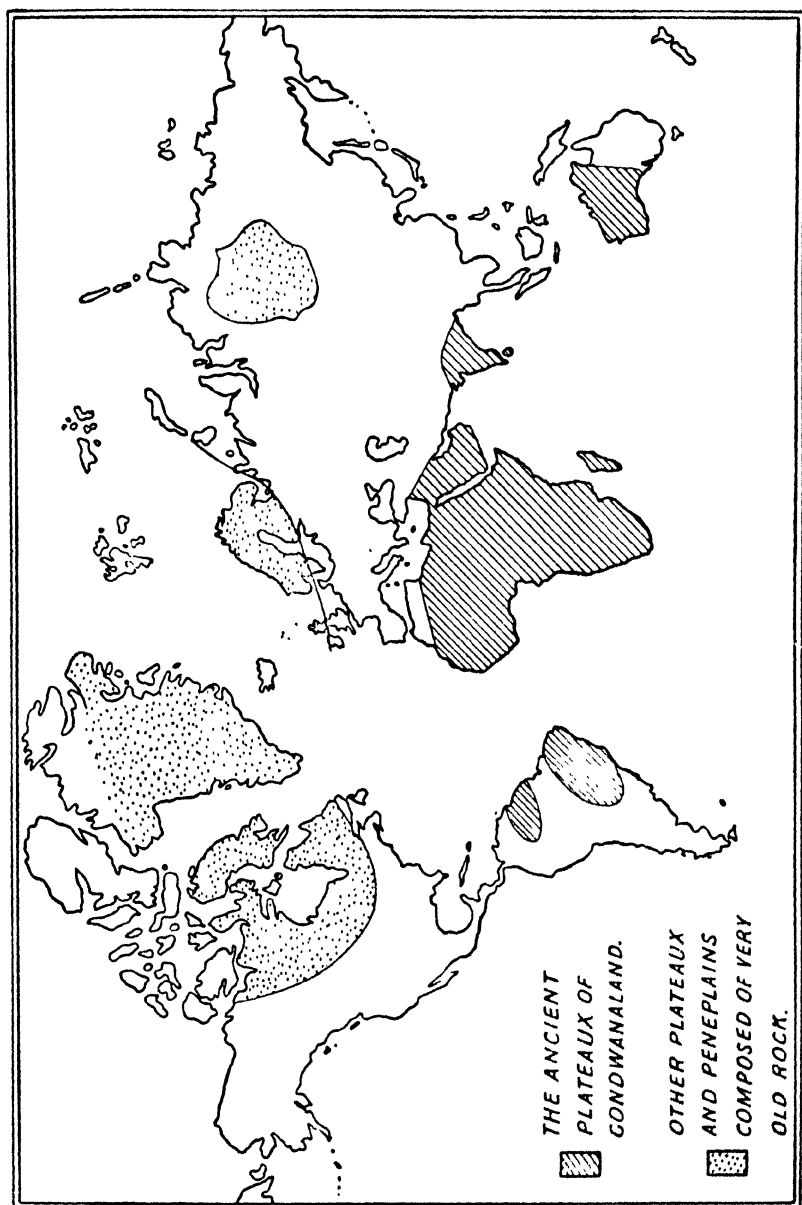 THE ANCIENT
PLATEAUX OF
GONDWANALAND.
OTHER PLATEAUX
AND PENEPLAINS
COMPOSED OF VERY
OLD ROCK.